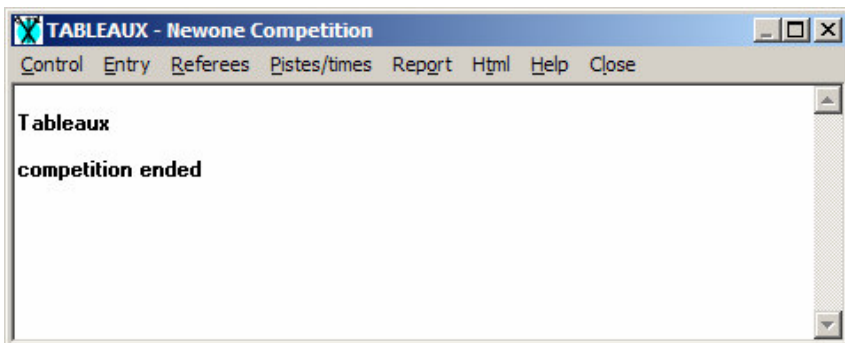 TABLEAUX - Newone Competition
Control Entry Referees Pistes/times Report Html Help Close
Tableaux
competition ended